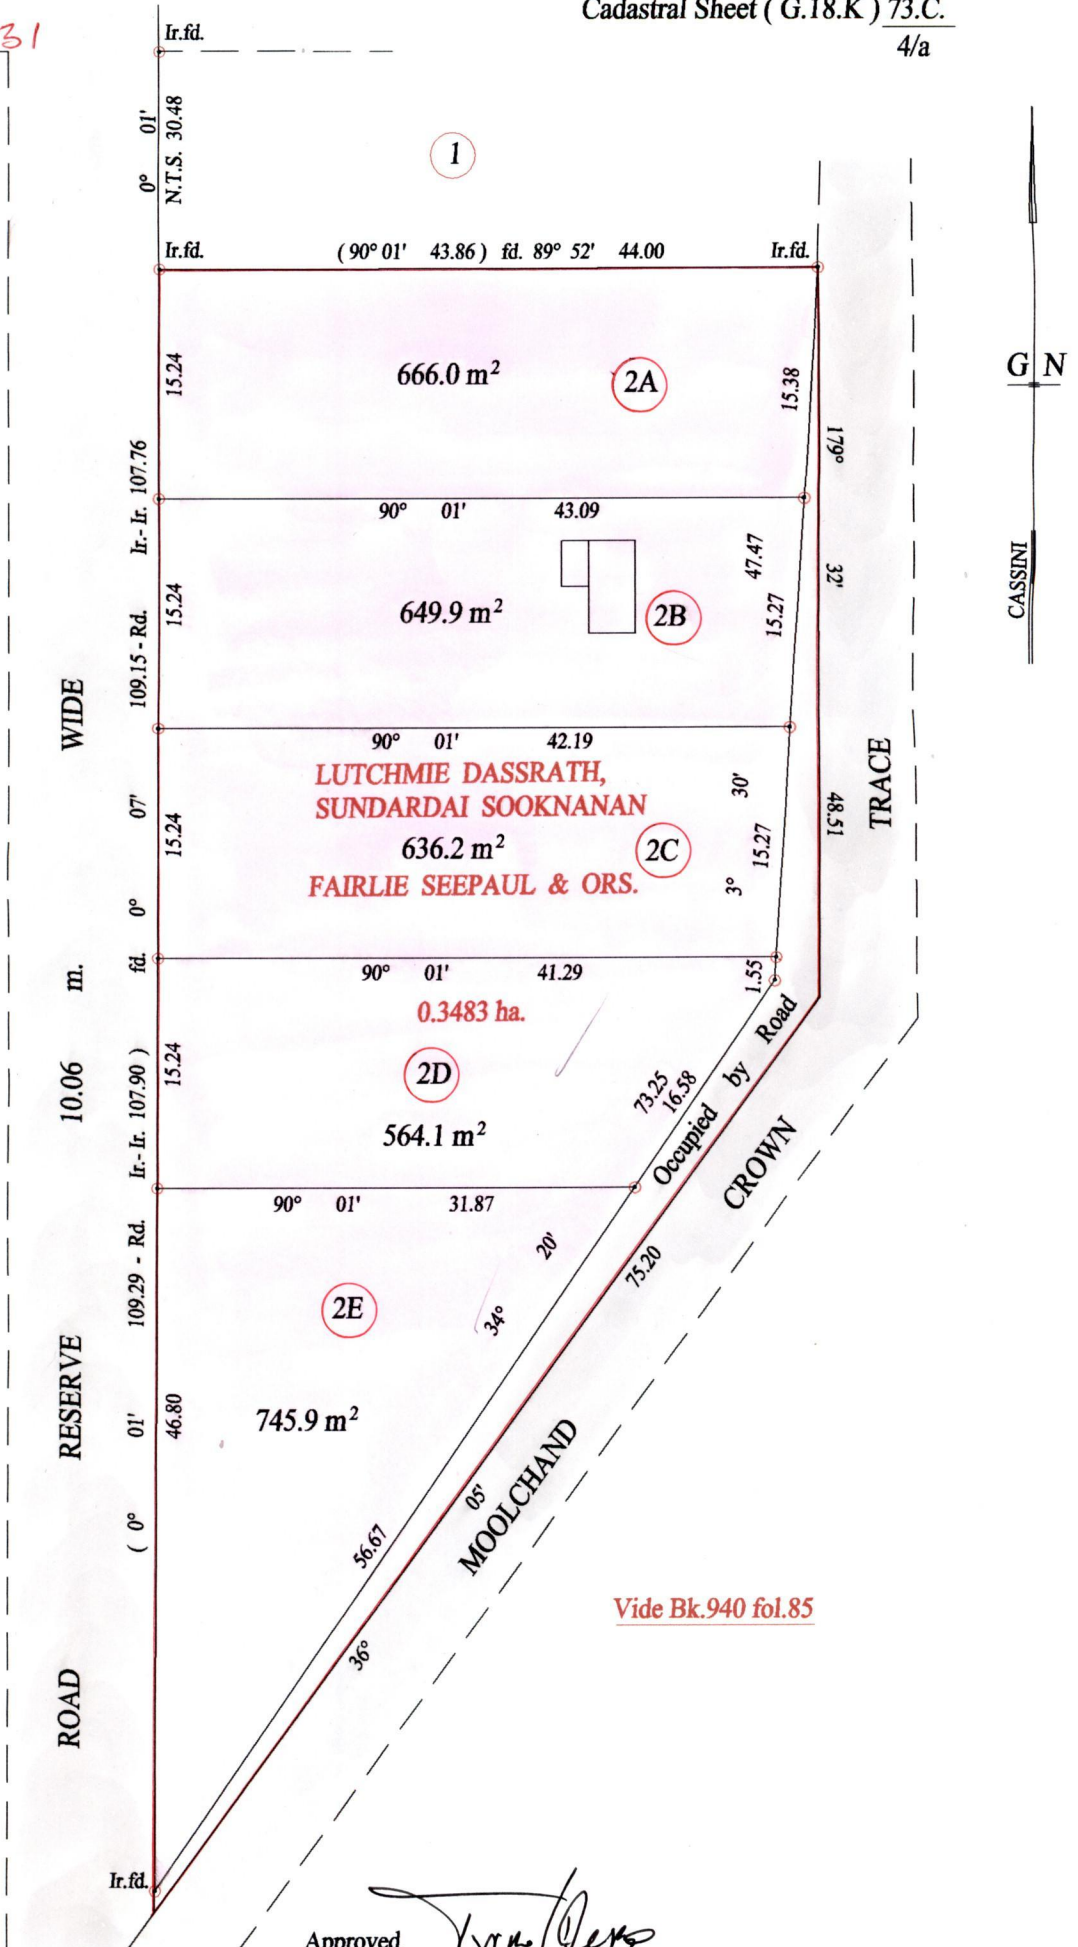 Cadastral Sheet ( G.18.K ) 73.C.
4/a
31
Ir.fd.
0° 01'
N.T.S. 30.48
1
Ir.fd.
( 90° 01' 43.86 ) fd. 89° 52' 44.00
Ir.fd.
G N
CASSINI
15.24
666.0 m²
2A
15.38
179° 32' 48.51
90° 01' 43.09
15.24
649.9 m²
2B
47.47
15.27
90° 01' 42.19
LUTCHMIE DASSRATH,
SUNDARDAI SOOKNANAN
15.24
636.2 m²
2C
FAIRLIE SEEPAUL & ORS.
3° 30'
15.27
TRACE
90° 01' 41.29
1.55
0.3483 ha.
15.24
2D
564.1 m²
73.25
16.58
Occupied by Road
90° 01' 31.87
34° 20'
2E
745.9 m²
46.80
56.67
36° 05' 75.20
MOOLCHAND CROWN
fd. 0° 07' 109.15 - Rd. Ir.- Ir. 107.76
( 0° 01' 109.29 - Rd. Ir.- Ir. 107.90 )
ROAD RESERVE 10.06 m. WIDE
Vide Bk.940 fol.85
Ir.fd.
Approved